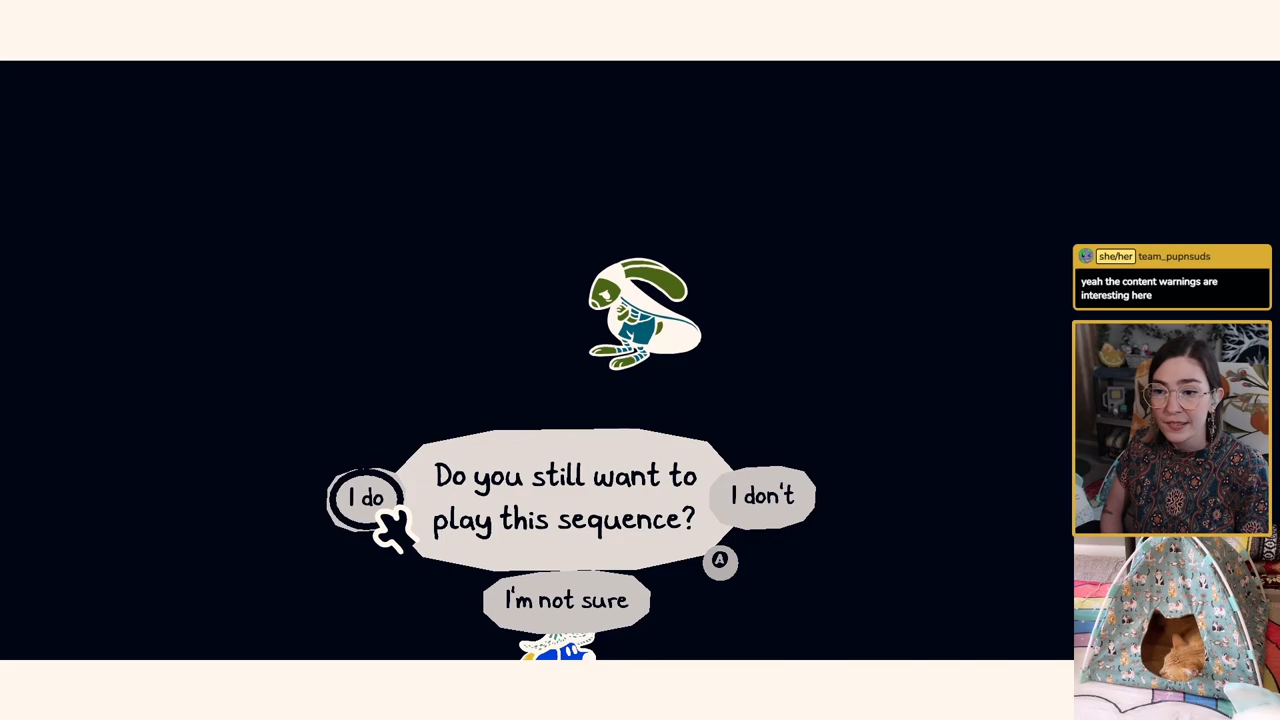 she/her team_pupnsuds
yeah the content warnings are
interesting here
Do you still want to
play this sequence?
I do
I don't
A
I'm not sure